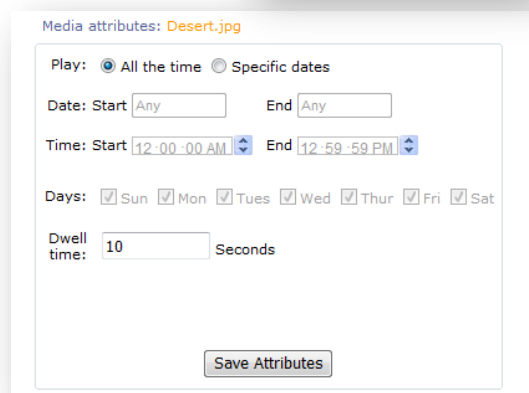 Media attributes: Desert.jpg
Play: All the time Specific dates
Date: Start Any End Any
Time: Start 12:00:00 AM End 12:59:59 PM
Days: Sun Mon Tues Wed Thur Fri Sat
Dwell time: 10 Seconds
Save Attributes